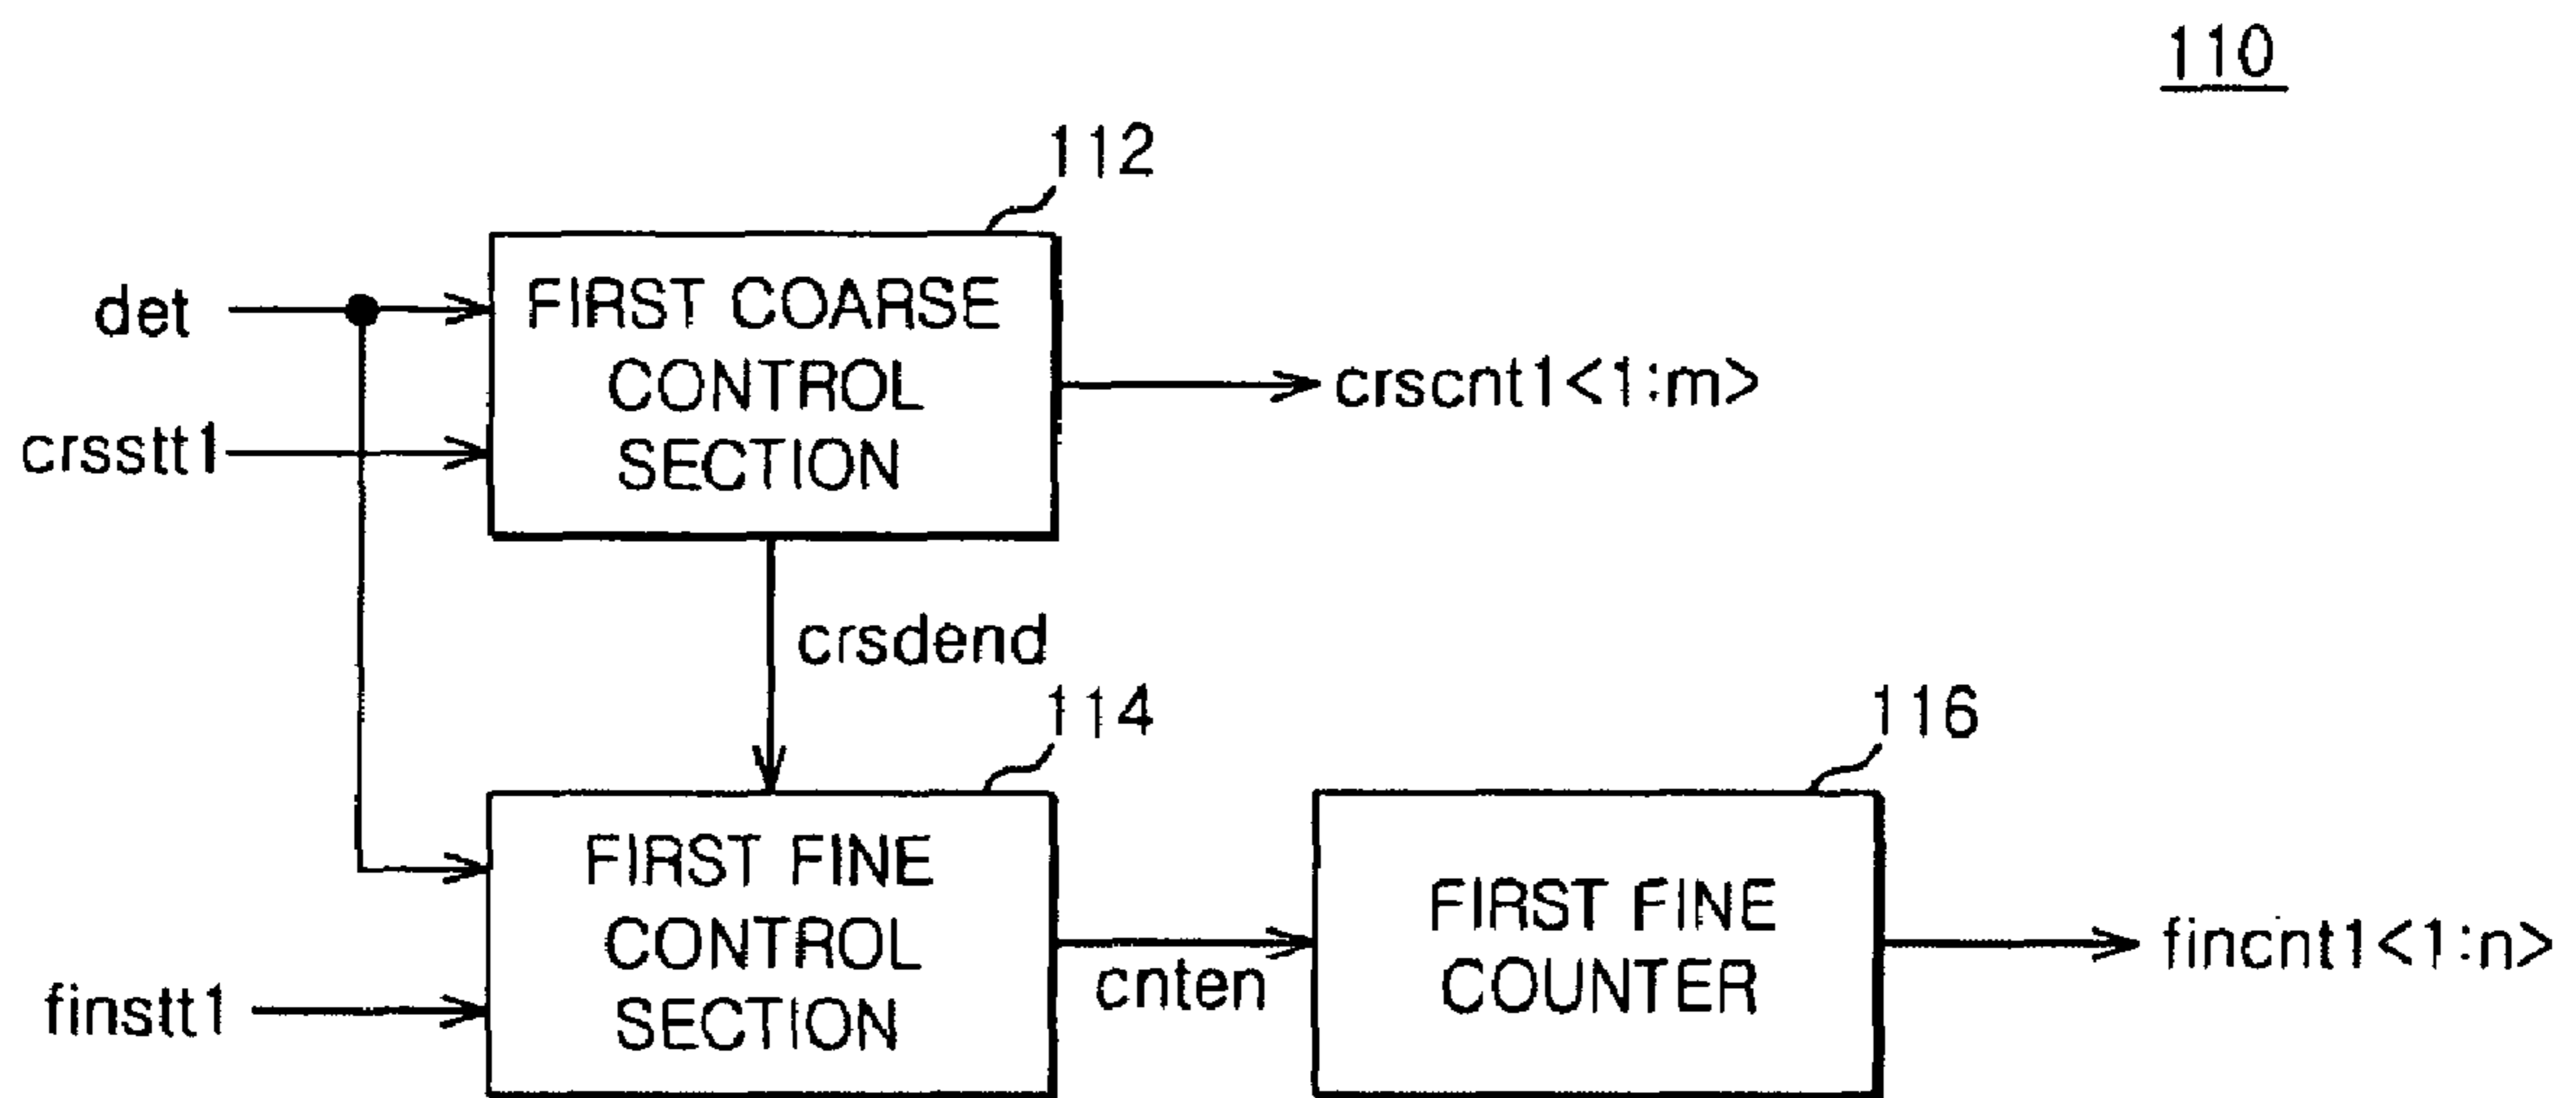 110
112
det
FIRST COARSE
CONTROL
SECTION
crscnt1<1:m>
crsstt1
crsdend
114
116
FIRST FINE
CONTROL
SECTION
finstt1
cnten
FIRST FINE
COUNTER
fincnt1<1:n>